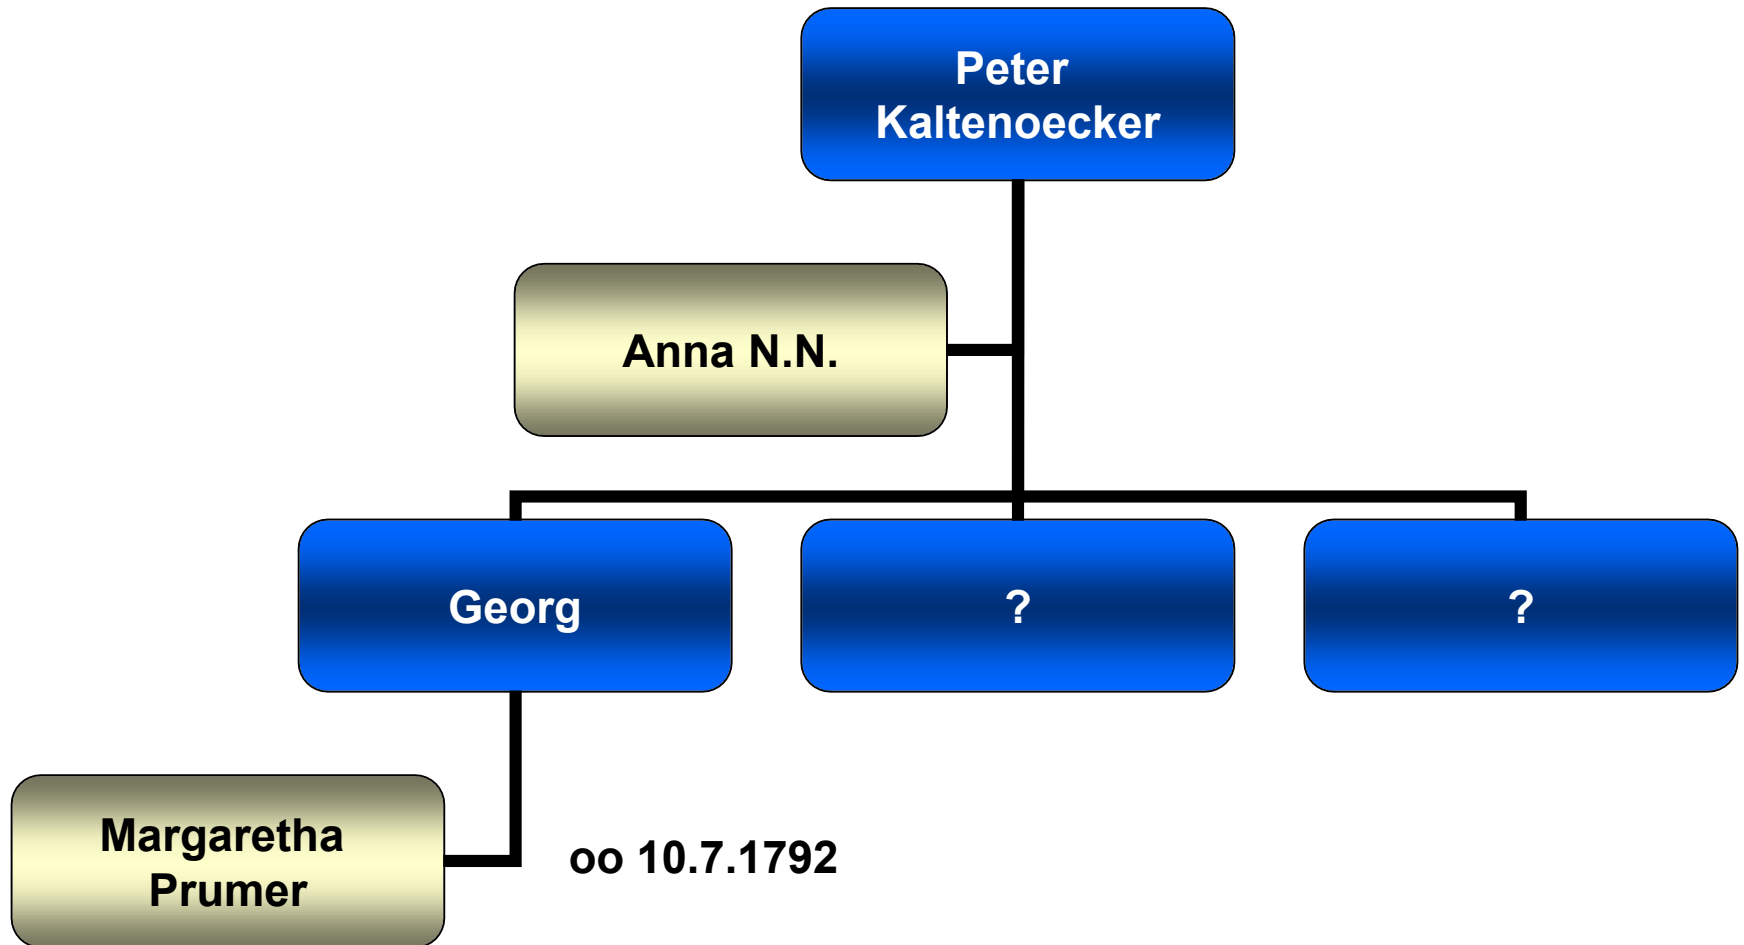 Peter
Kaltenoecker
Anna N.N.
Georg
?
?
Margaretha
Prumer
oo 10.7.1792